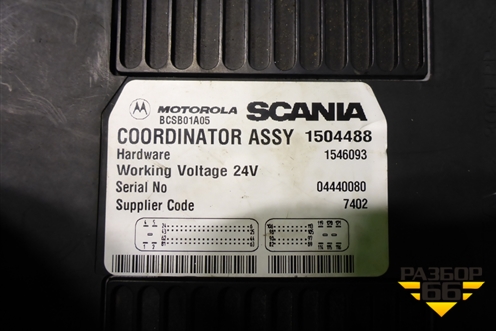 MOTOROLA SCANIA
BCSB01A05
COORDINATOR ASSY 1504488
Hardware 1546093
Working Voltage 24V
Serial No 04440080
Supplier Code 7402
РАЗБОР
66